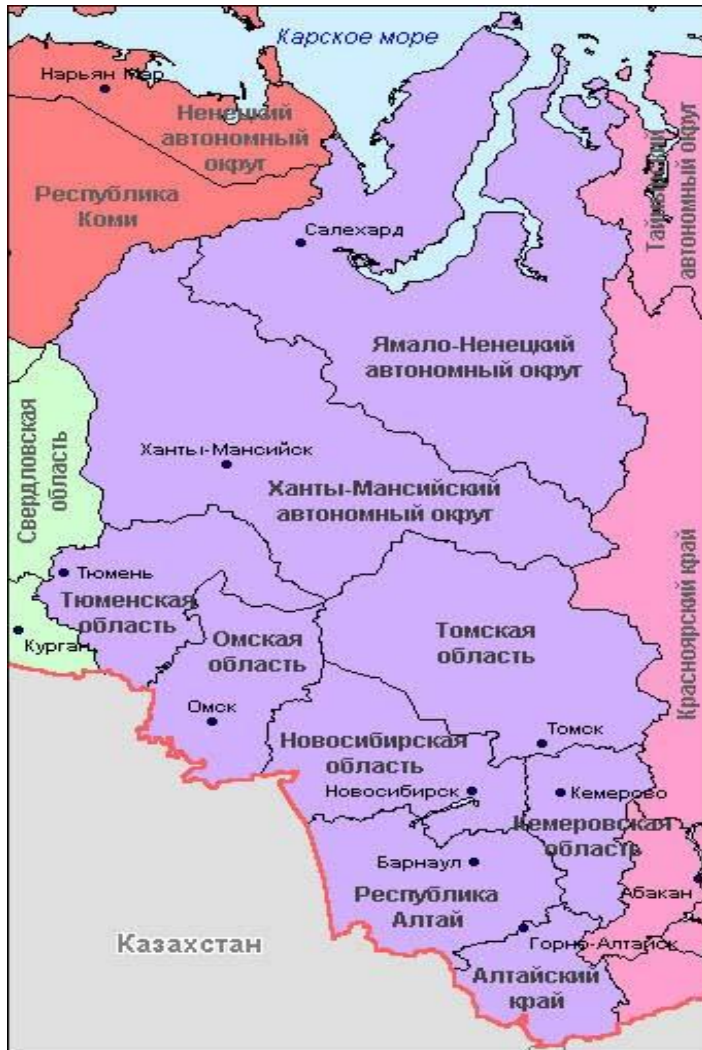 Карское море
Нарьян Мар
Ненецкий
автономный
округ
Республика
Коми
Салехард
автономный округ
Ямало-Ненецкий
автономный округ
Свердловская
область
Ханты-Мансийск
Ханты-Мансийский
автономный округ
Красноярский край
Тюмень
Тюменская
область
Курган
Омская
область
Томская
область
Омск
Томск
Новосибирская
область
Новосибирск
Кемерово
Кемеровская
область
Барнаул
Республика
Алтай
Абакан
Казахстан
Горно-Алтайск
Алтайский
край